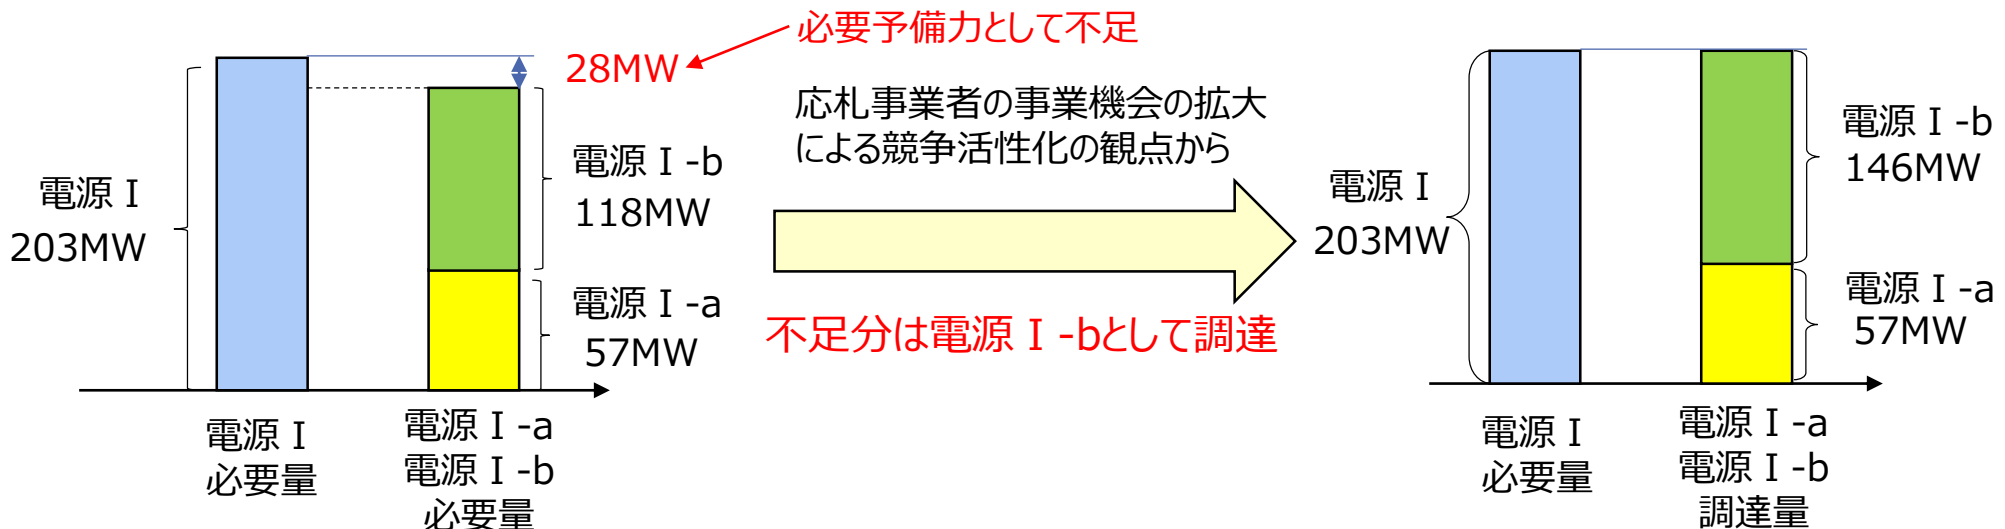 必要予備力として不足
28MW
応札事業者の事業機会の拡大
による競争活性化の観点から
不足分は電源Ⅰ-bとして調達
電源Ⅰ
203MW
電源Ⅰ-b
118MW
電源Ⅰ-a
57MW
電源Ⅰ
必要量
電源Ⅰ-a
電源Ⅰ-b
必要量
電源Ⅰ
203MW
電源Ⅰ-b
146MW
電源Ⅰ-a
57MW
電源Ⅰ
必要量
電源Ⅰ-a
電源Ⅰ-b
調達量